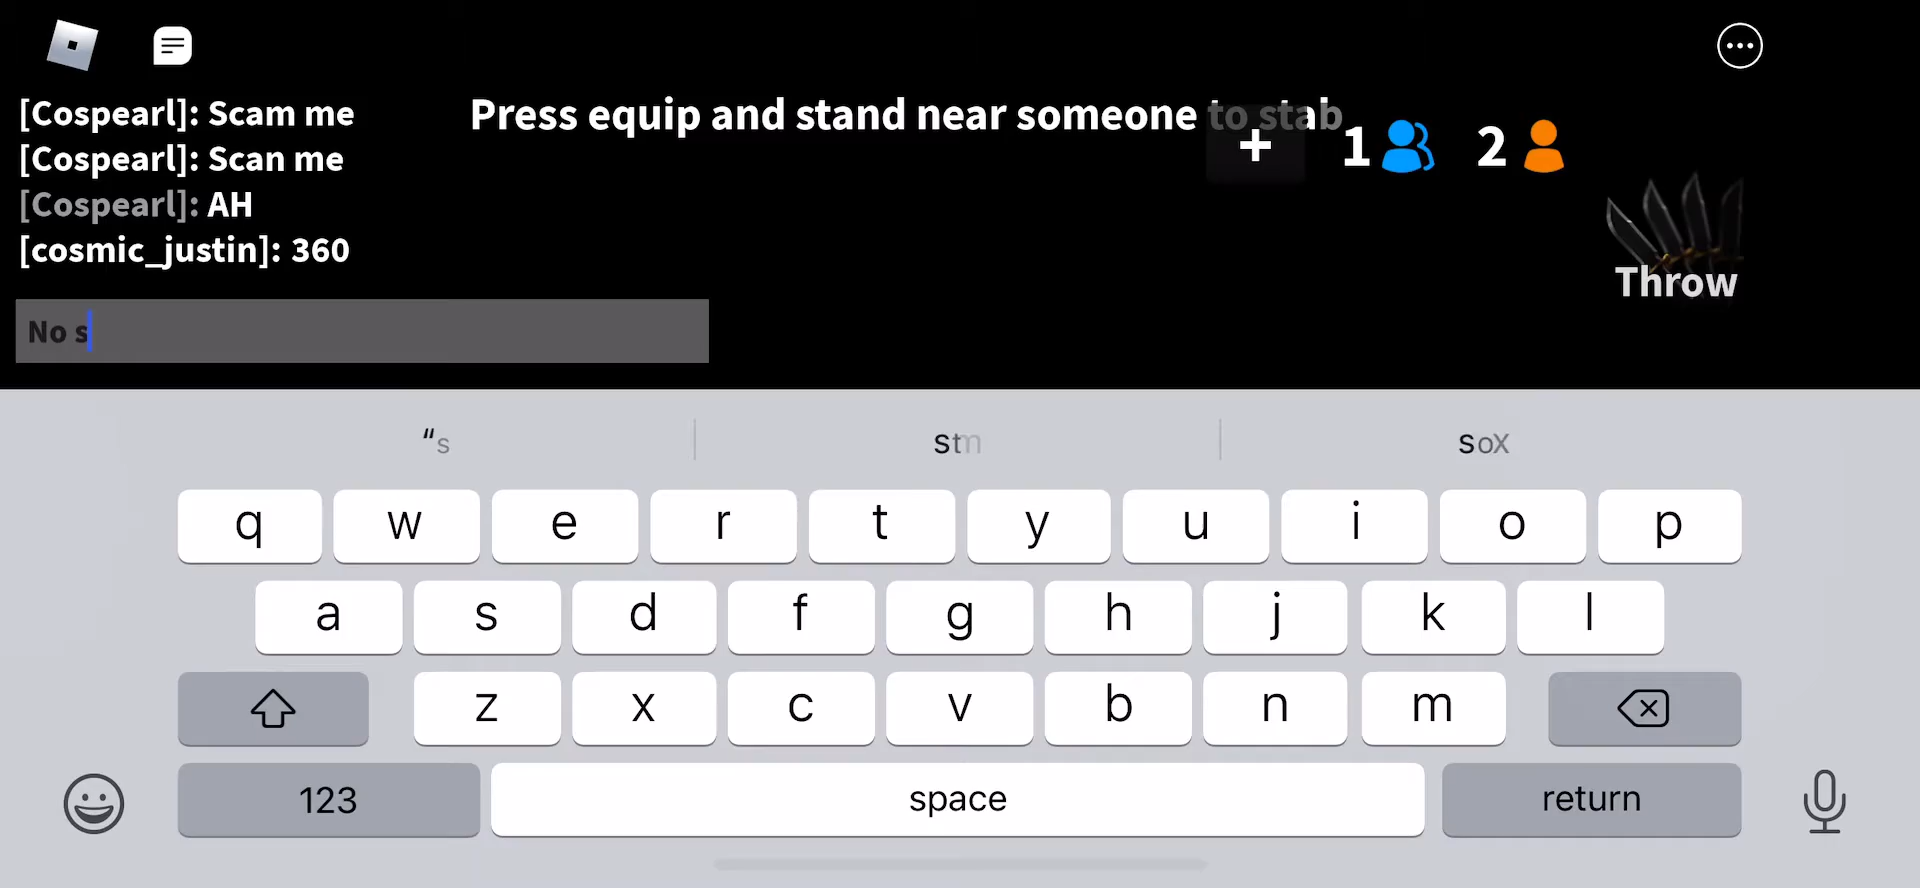 [Cospearl]: Scam me
Press equip and stand near someone to stab
[Cospearl]: Scan me
+ 1 2
[Cospearl]: AH
[cosmic_justin]: 360
Throw
No s
“s
sox
q w e r t y u i o p
a s d f g h j k l
z x c v b n m
123 space return